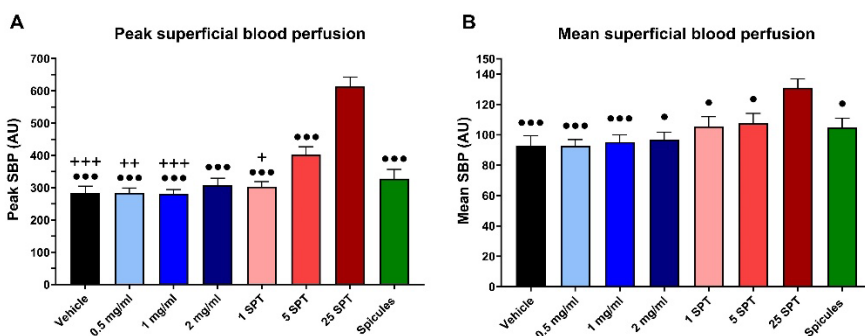 A
Peak superficial blood perfusion
Peak SBP (AU)
700
600
500
400
300
200
100
0
+++
●●●
++
●●●
+++
●●●
●●●
+
●●●
●●●
●●●
Vehicle
0.5 mg/ml
1 mg/ml
2 mg/ml
1 SPT
5 SPT
25 SPT
Spicules
B
Mean superficial blood perfusion
Mean SBP (AU)
150
140
120
100
80
60
40
20
0
●●●
●●●
●●●
●
●
●
●
Vehicle
0.5 mg/ml
1 mg/ml
2 mg/ml
1 SPT
5 SPT
25 SPT
Spicules